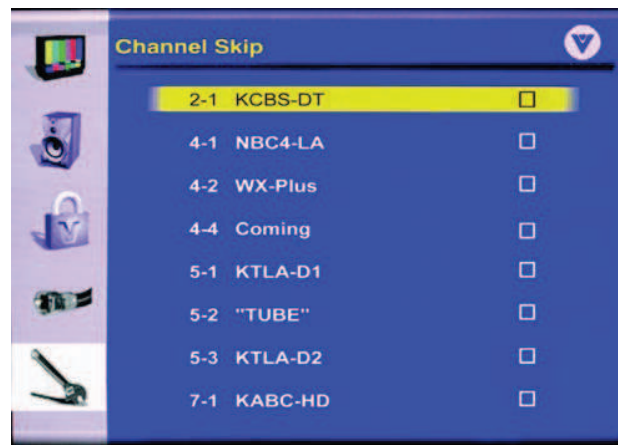 Channel Skip
2-1 KCBS-DT
4-1 NBC4-LA
4-2 WX-Plus
4-4 Coming
5-1 KTLA-D1
5-2 "TUBE"
5-3 KTLA-D2
7-1 KABC-HD